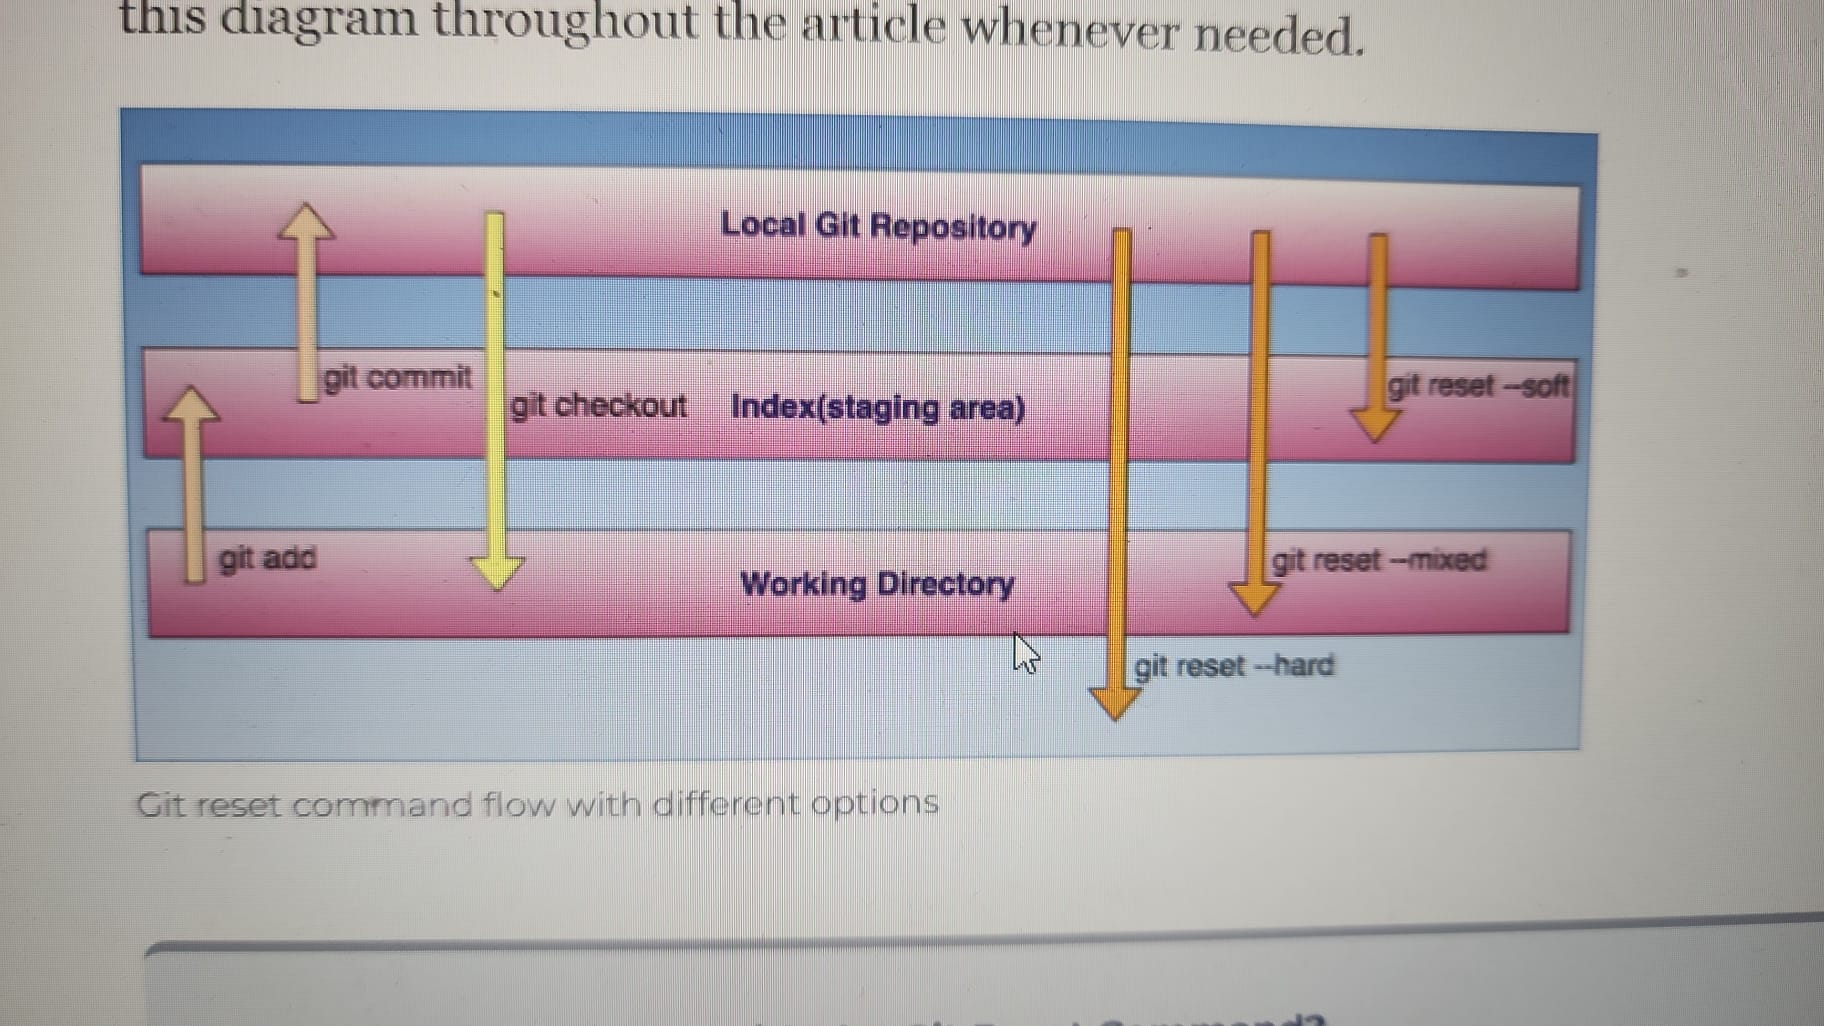 this diagram throughout the article whenever needed.
Local Git Repository
git commit
git checkout
Index(staging area)
git reset --soft
git add
Working Directory
git reset --mixed
git reset --hard
Git reset command flow with different options